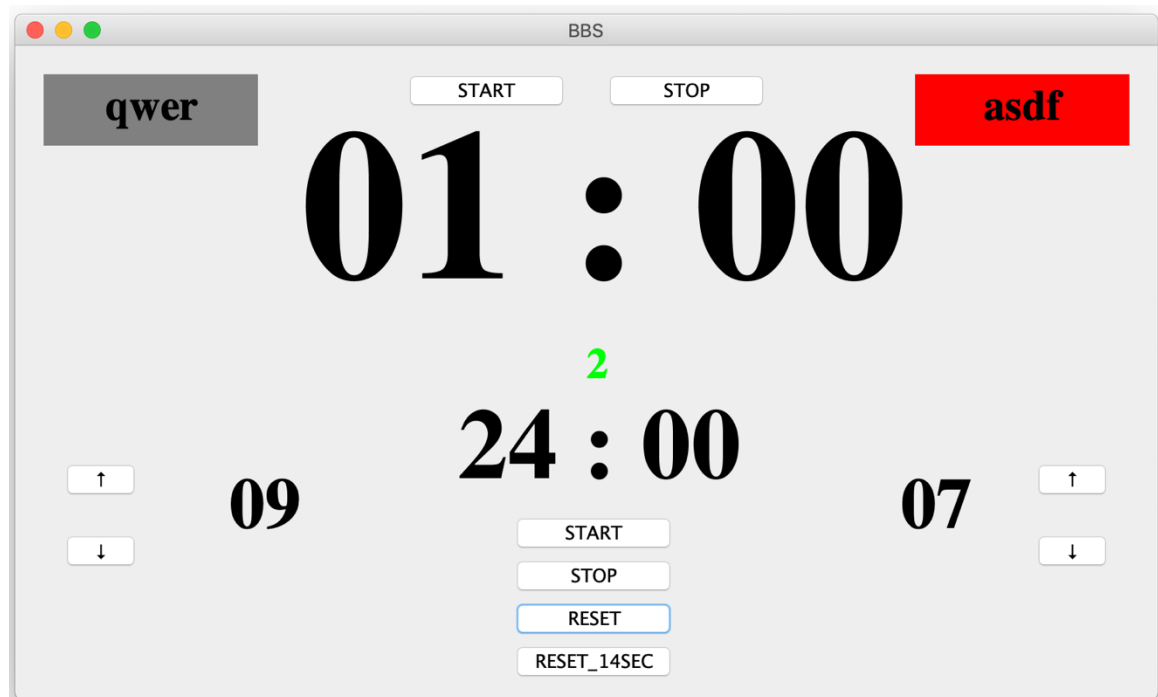 BBS
qwer
START
STOP
asdf
01 : 00
2
24 : 00
↑
09
07
↑
↓
START
↓
STOP
RESET
RESET_14SEC